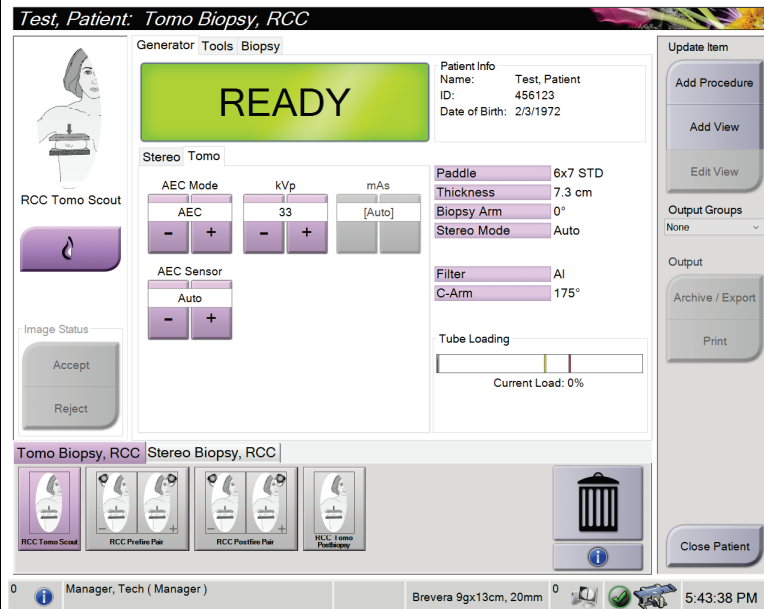 Test, Patient:  Tomo Biopsy, RCC
Generator Tools Biopsy
READY
Patient Info
Name: Test, Patient
ID: 456123
Date of Birth: 2/3/1972
Update Item
Add Procedure
Add View
Edit View
Output Groups
None
Output
Archive / Export
Print
Close Patient
RCC Tomo Scout
Image Status
Accept
Reject
Stereo Tomo
AEC Mode kVp mAs
AEC 33 [Auto]
- + - +
AEC Sensor
Auto
- +
Paddle 6x7 STD
Thickness 7.3 cm
Biopsy Arm 0°
Stereo Mode Auto
Filter Al
C-Arm 175°
Tube Loading
Current Load: 0%
Tomo Biopsy, RCC Stereo Biopsy, RCC
RCC Tomo Scout
- +
RCC Prefire Pair
- +
RCC Postfire Pair
RCC Tomo
Postbiopsy
0 Manager, Tech ( Manager ) Brevera 9gx13cm, 20mm 0 5:43:38 PM